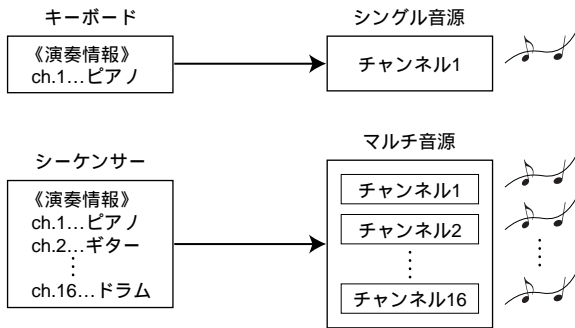 キーボード
《演奏情報》
ch.1…ピアノ
シングル音源
チャンネル1
シーケンサー
《演奏情報》
ch.1…ピアノ
ch.2…ギター
⋮
ch.16…ドラム
マルチ音源
チャンネル1
チャンネル2
⋮
チャンネル16